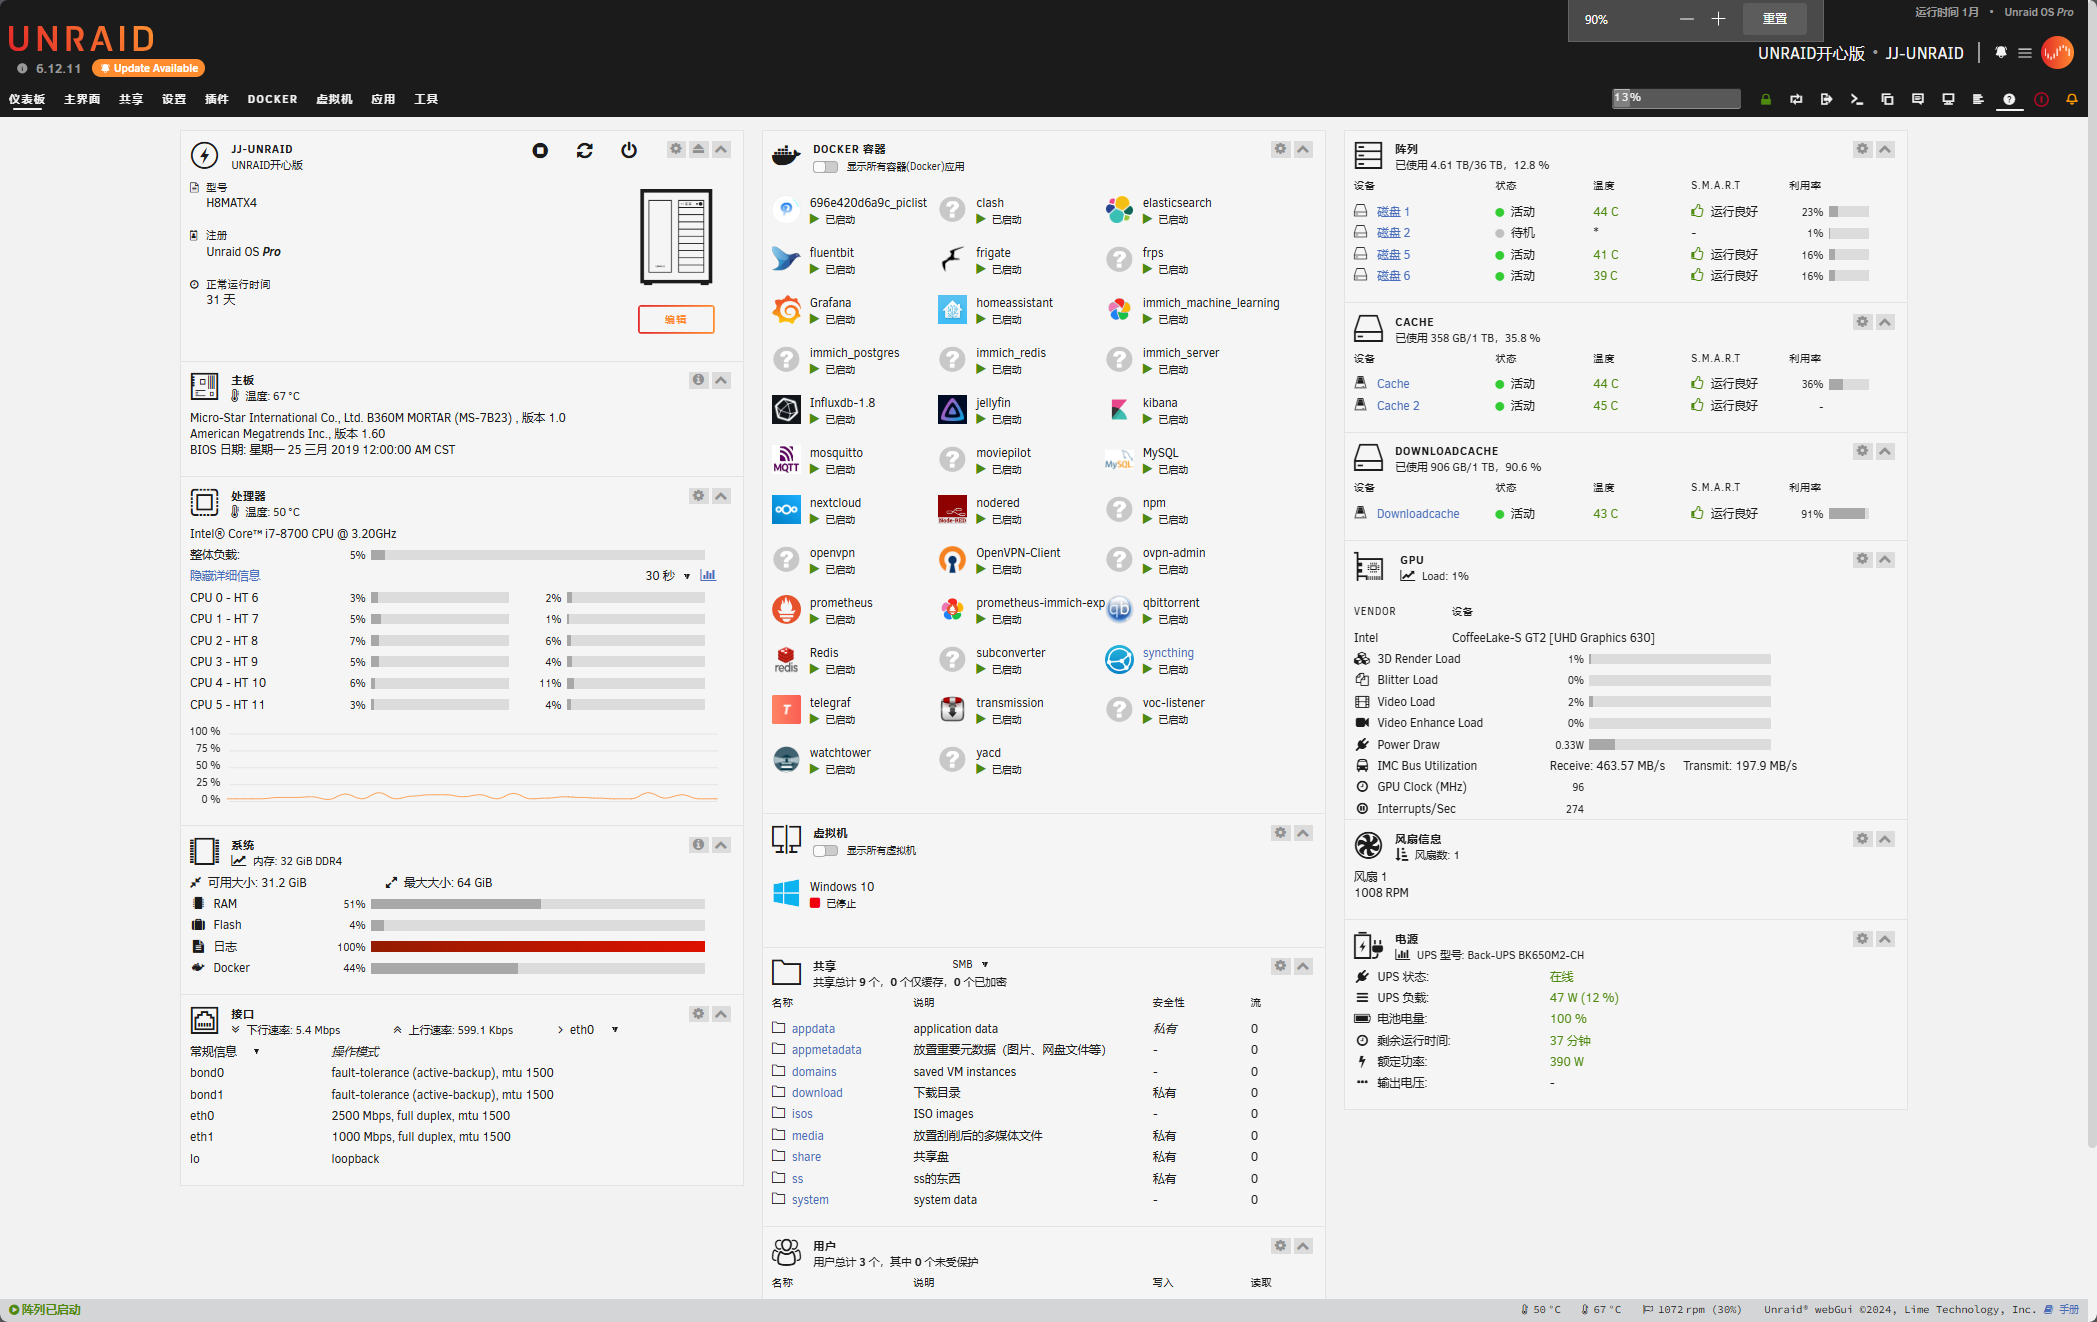 90%
重置
运行时间 1月 • Unraid OS Pro
UNRAID
6.12.11
Update Available
UNRAID开心版 • JJ-UNRAID
仪表板 主界面 共享 设置 插件 DOCKER 虚拟机 应用 工具
13%
JJ-UNRAID
UNRAID开心版
型号
H8MATX4
注册
Unraid OS Pro
正常运行时间
31 天
编辑
主板
温度: 67 °C
Micro-Star International Co., Ltd. B360M MORTAR (MS-7B23) , 版本 1.0
American Megatrends Inc., 版本 1.60
BIOS 日期: 星期一 25 三月 2019 12:00:00 AM CST
处理器
温度: 50 °C
Intel® Core™ i7-8700 CPU @ 3.20GHz
整体负载: 5%
隐藏详细信息 30 秒
CPU 0 - HT 6 3% 2%
CPU 1 - HT 7 5% 1%
CPU 2 - HT 8 7% 6%
CPU 3 - HT 9 5% 4%
CPU 4 - HT 10 6% 11%
CPU 5 - HT 11 3% 4%
100 %
75 %
50 %
25 %
0 %
系统
内存: 32 GiB DDR4
可用大小: 31.2 GiB 最大大小: 64 GiB
RAM 51%
Flash 4%
日志 100%
Docker 44%
接口
下行速率: 5.4 Mbps 上行速率: 599.1 Kbps eth0
常规信息 操作模式
bond0 fault-tolerance (active-backup), mtu 1500
bond1 fault-tolerance (active-backup), mtu 1500
eth0 2500 Mbps, full duplex, mtu 1500
eth1 1000 Mbps, full duplex, mtu 1500
lo loopback
DOCKER 容器
显示所有容器(Docker)应用
696e420d6a9c_piclist clash elasticsearch
已启动 已启动 已启动
fluentbit frigate frps
已启动 已启动 已启动
Grafana homeassistant immich_machine_learning
已启动 已启动 已启动
immich_postgres immich_redis immich_server
已启动 已启动 已启动
Influxdb-1.8 jellyfin kibana
已启动 已启动 已启动
mosquitto moviepilot MySQL
MQTT 已启动 已启动 MySQL 已启动
nextcloud nodered npm
已启动 Node-RED 已启动 已启动
openvpn OpenVPN-Client ovpn-admin
已启动 已启动 已启动
prometheus prometheus-immich-exp qb qbittorrent
已启动 已启动 已启动
Redis subconverter syncthing
redis 已启动 已启动 已启动
T telegraf transmission voc-listener
已启动 已启动 已启动
watchtower yacd
已启动 已启动
虚拟机
显示所有虚拟机
Windows 10
已停止
共享 SMB
共享总计 9 个，0 个仅缓存，0 个已加密
名称 说明 安全性 流
appdata application data 私有 0
appmetadata 放置重要元数据（图片、网盘文件等） - 0
domains saved VM instances - 0
download 下载目录 私有 0
isos ISO images - 0
media 放置刮削后的多媒体文件 私有 0
share 共享盘 私有 0
ss ss的东西 私有 0
system system data - 0
用户
用户总计 3 个，其中 0 个未受保护
名称 说明 写入 读取
阵列
已使用 4.61 TB/36 TB，12.8 %
设备 状态 温度 S.M.A.R.T 利用率
磁盘 1 活动 44 C 运行良好 23%
磁盘 2 待机 * - 1%
磁盘 5 活动 41 C 运行良好 16%
磁盘 6 活动 39 C 运行良好 16%
CACHE
已使用 358 GB/1 TB，35.8 %
设备 状态 温度 S.M.A.R.T 利用率
Cache 活动 44 C 运行良好 36%
Cache 2 活动 45 C 运行良好 -
DOWNLOADCACHE
已使用 906 GB/1 TB，90.6 %
设备 状态 温度 S.M.A.R.T 利用率
Downloadcache 活动 43 C 运行良好 91%
GPU
Load: 1%
VENDOR 设备
Intel CoffeeLake-S GT2 [UHD Graphics 630]
3D Render Load 1%
Blitter Load 0%
Video Load 2%
Video Enhance Load 0%
Power Draw 0.33W
IMC Bus Utilization Receive: 463.57 MB/s Transmit: 197.9 MB/s
GPU Clock (MHz) 96
Interrupts/Sec 274
风扇信息
风扇数: 1
风扇 1
1008 RPM
电源
UPS 型号: Back-UPS BK650M2-CH
UPS 状态: 在线
UPS 负载: 47 W (12 %)
电池电量: 100 %
剩余运行时间: 37 分钟
额定功率: 390 W
输出电压: -
阵列已启动
50 °C 67 °C 1072 rpm (30%) Unraid® webGui ©2024, Lime Technology, Inc. 手册